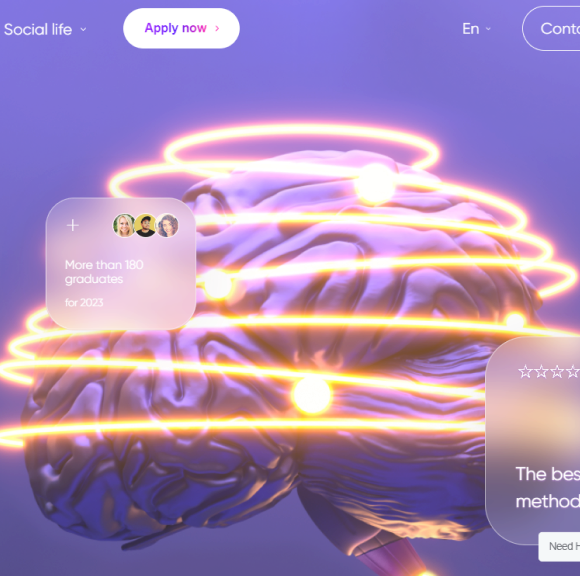 Social life
Apply now
En
Conta
More than 180
graduates
for 2023
The bes
method
Need H